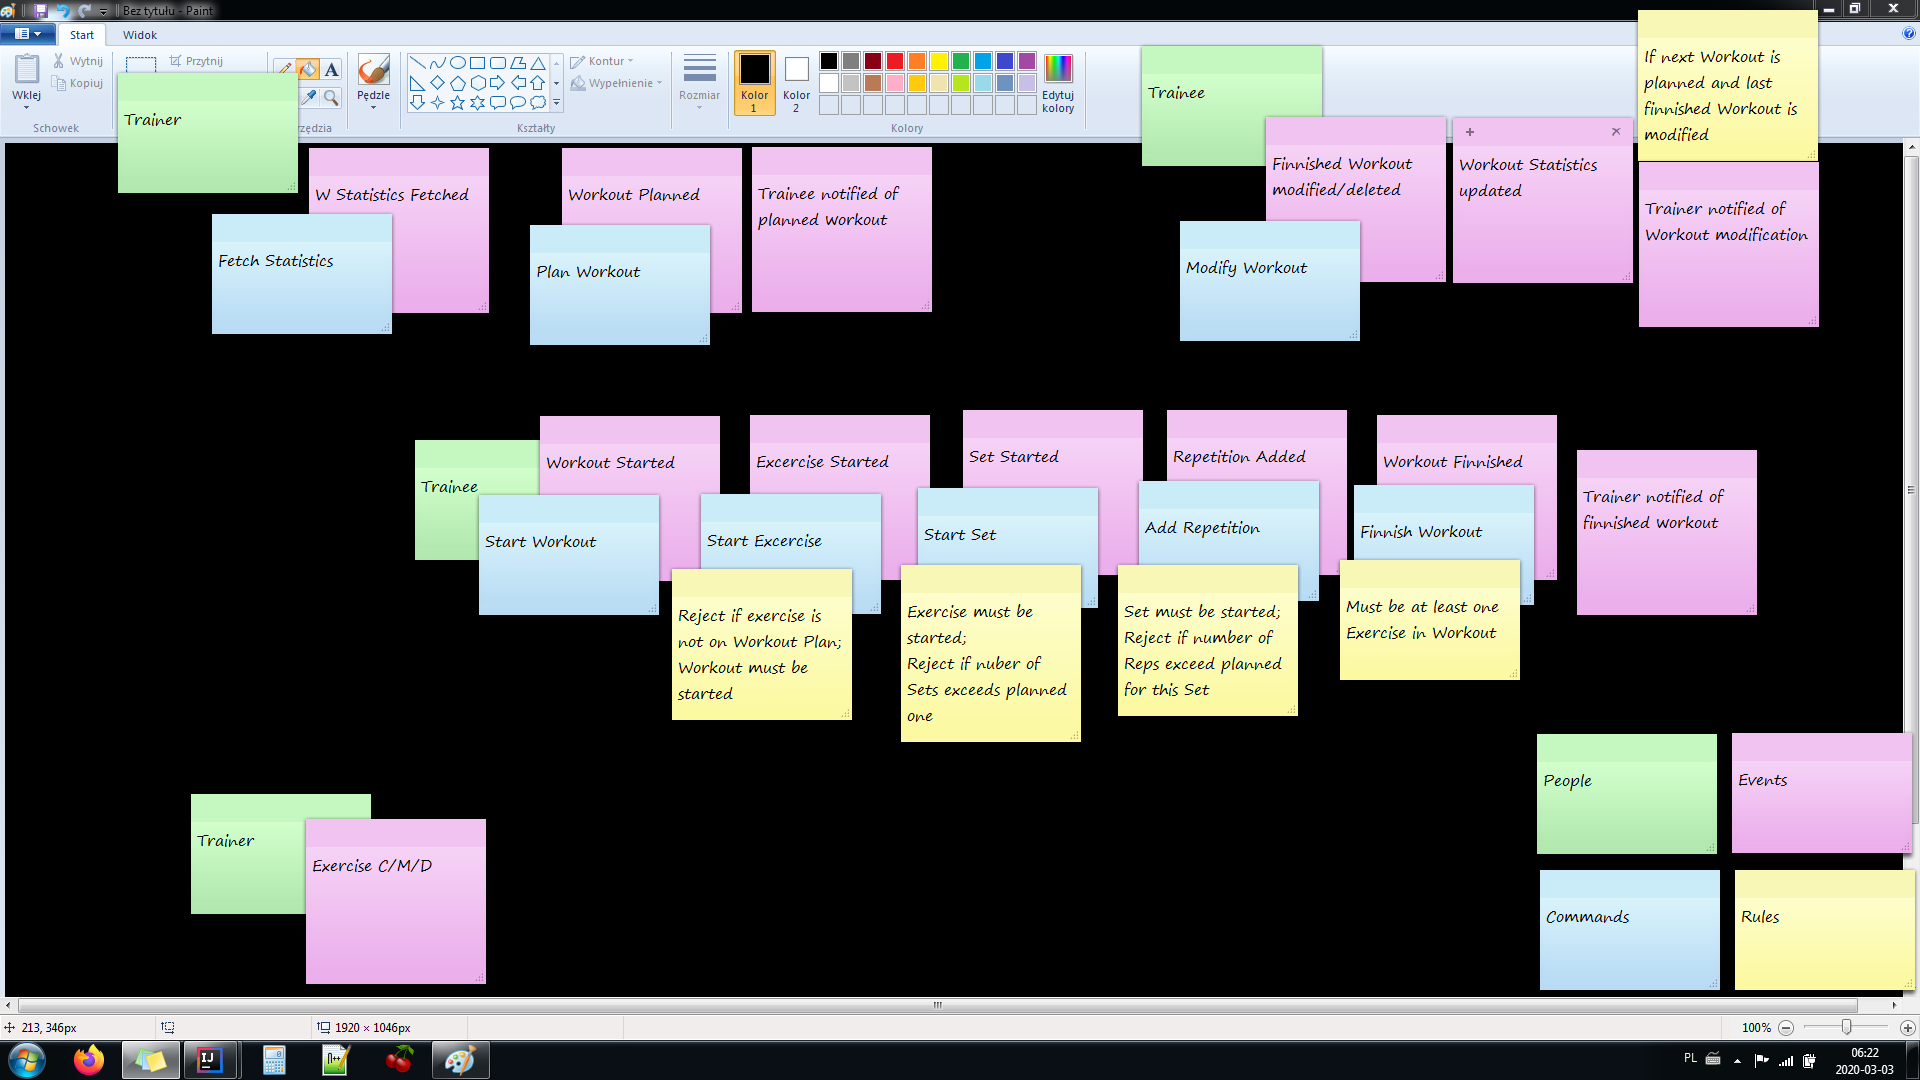 Bez tytułu - Paint
Start
Widok
Wklej
Wytnij
Kopiuj
Schowek
Przytnij
rzędzia
Pędzle
Kształty
Kontur
Wypełnienie
Rozmiar
Kolor
1
Kolor
2
Edytuj
kolory
Kolory
Trainer
W Statistics Fetched
Fetch Statistics
Workout Planned
Plan Workout
Trainee notified of
planned workout
Trainee
Finnished Workout
modified/deleted
Modify Workout
Workout Statistics
updated
If next Workout is
planned and last
finnished Workout is
modified
Trainer notified of
Workout modification
Trainee
Workout Started
Start Workout
Excercise Started
Start Excercise
Reject if exercise is
not on Workout Plan;
Workout must be
started
Set Started
Start Set
Exercise must be
started;
Reject if nuber of
Sets exceeds planned
one
Repetition Added
Add Repetition
Set must be started;
Reject if number of
Reps exceed planned
for this Set
Workout Finnished
Finnish Workout
Must be at least one
Exercise in Workout
Trainer notified of
finnished workout
Trainer
Exercise C/M/D
People
Events
Commands
Rules
213, 346px
1920 × 1046px
100%
PL
06:22
2020-03-03